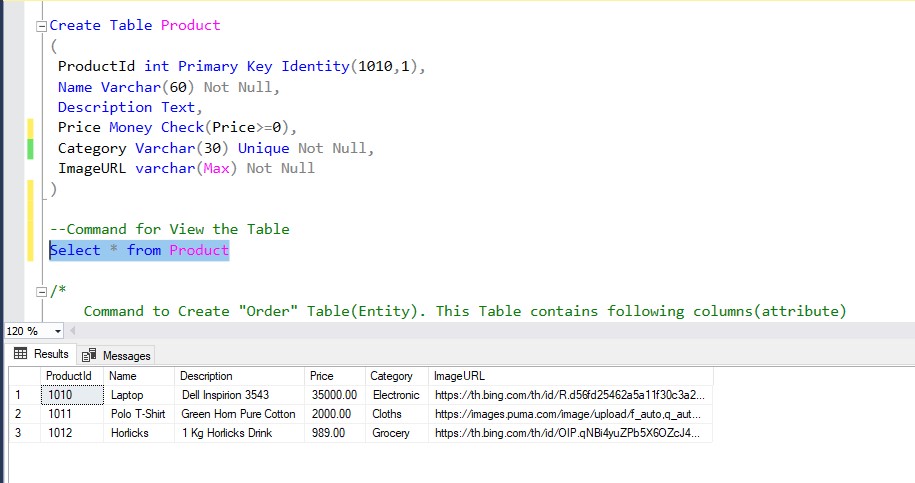 Create Table Product
(
ProductId int Primary Key Identity(1010,1),
Name Varchar(60) Not Null,
Description Text,
Price Money Check(Price>=0),
Category Varchar(30) Unique Not Null,
ImageURL varchar(Max) Not Null
)
--Command for View the Table
Select * from Product
/*
Command to Create "Order" Table(Entity). This Table contains following columns(attribute)
120 %
Results Messages
ProductId Name Description Price Category ImageURL
1 1010 Laptop Dell Inspirion 3543 35000.00 Electronic https://th.bing.com/th/id/R.d56fd25462a5a11f30c3a2...
2 1011 Polo T-Shirt Green Horn Pure Cotton 2000.00 Cloths https://images.puma.com/image/upload/f_auto,q_aut...
3 1012 Horlicks 1 Kg Horlicks Drink 989.00 Grocery https://th.bing.com/th/id/OIP.qNBi4yuZPb5X6OZcJ4...